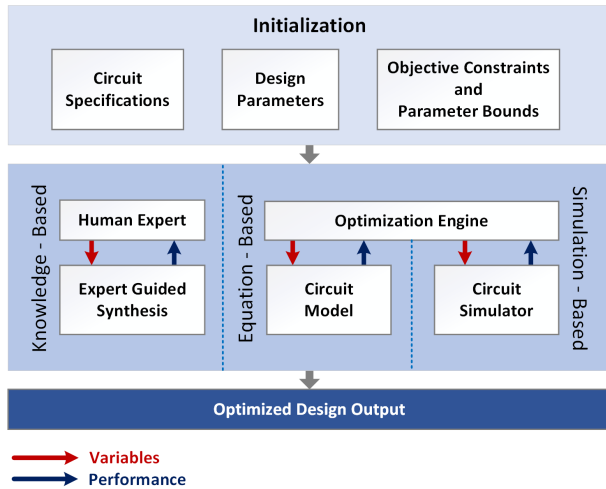 Initialization
Circuit
Specifications
Design
Parameters
Objective Constraints
and
Parameter Bounds
Knowledge - Based
Human Expert
Expert Guided
Synthesis
Equation - Based
Optimization Engine
Circuit
Model
Circuit
Simulator
Simulation - Based
Optimized Design Output
Variables
Performance